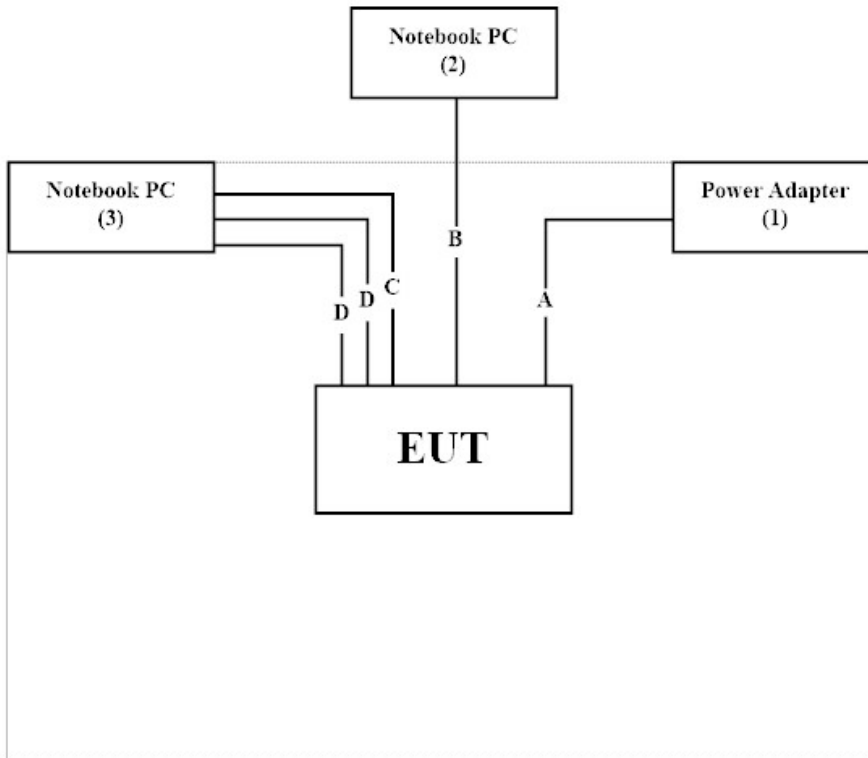 Notebook PC
(2)
Notebook PC
(3)
Power Adapter
(1)
B
C
D
D
A
EUT